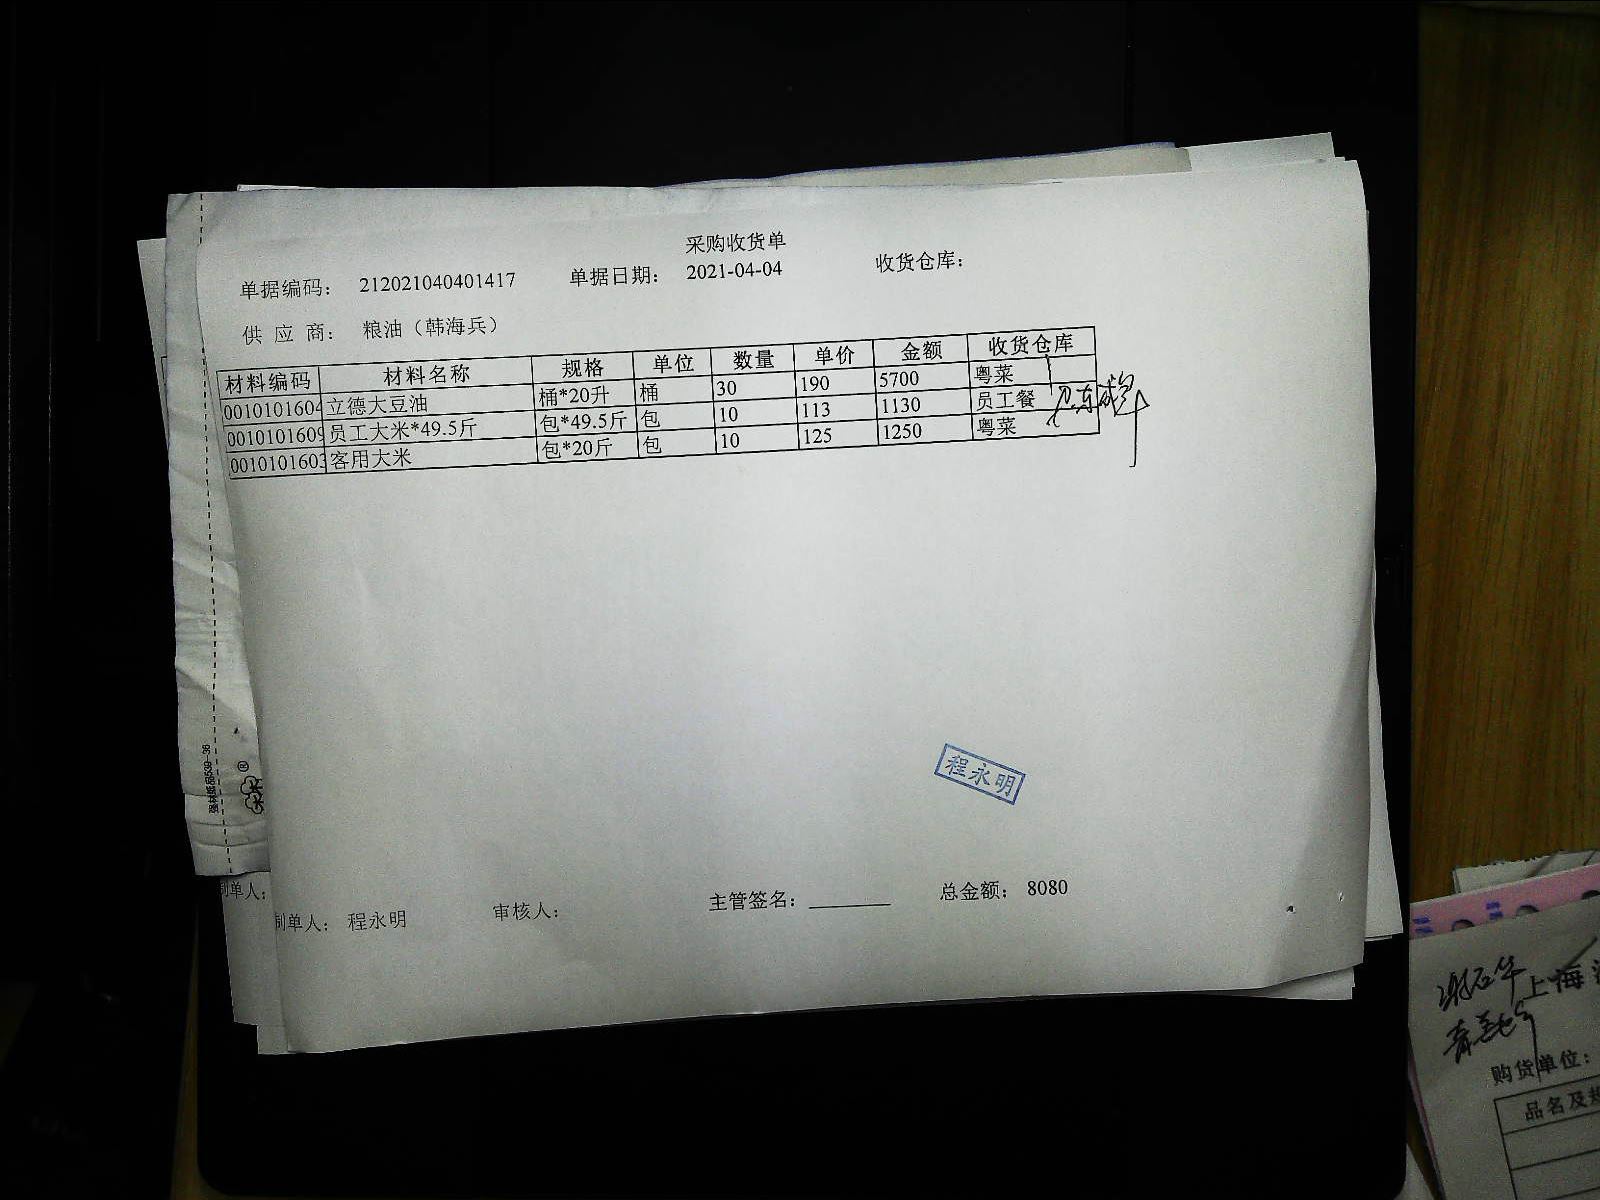 采购收货单
单据编码： 212021040401417 单据日期： 2021-04-04 收货仓库：
供 应 商： 粮油（韩海兵）
材料编码 材料名称 规格 单位 数量 单价 金额 收货仓库
0010101604 立德大豆油 桶*20升 桶 30 190 5700 粤菜
0010101609 员工大米*49.5斤 包*49.5斤 包 10 113 1130 员工餐
0010101603 客用大米 包*20斤 包 10 125 1250 粤菜
程永明
制单人： 程永明 审核人： 主管签名： ________ 总金额： 8080
制单人：
上海
购货单位：
品名及规